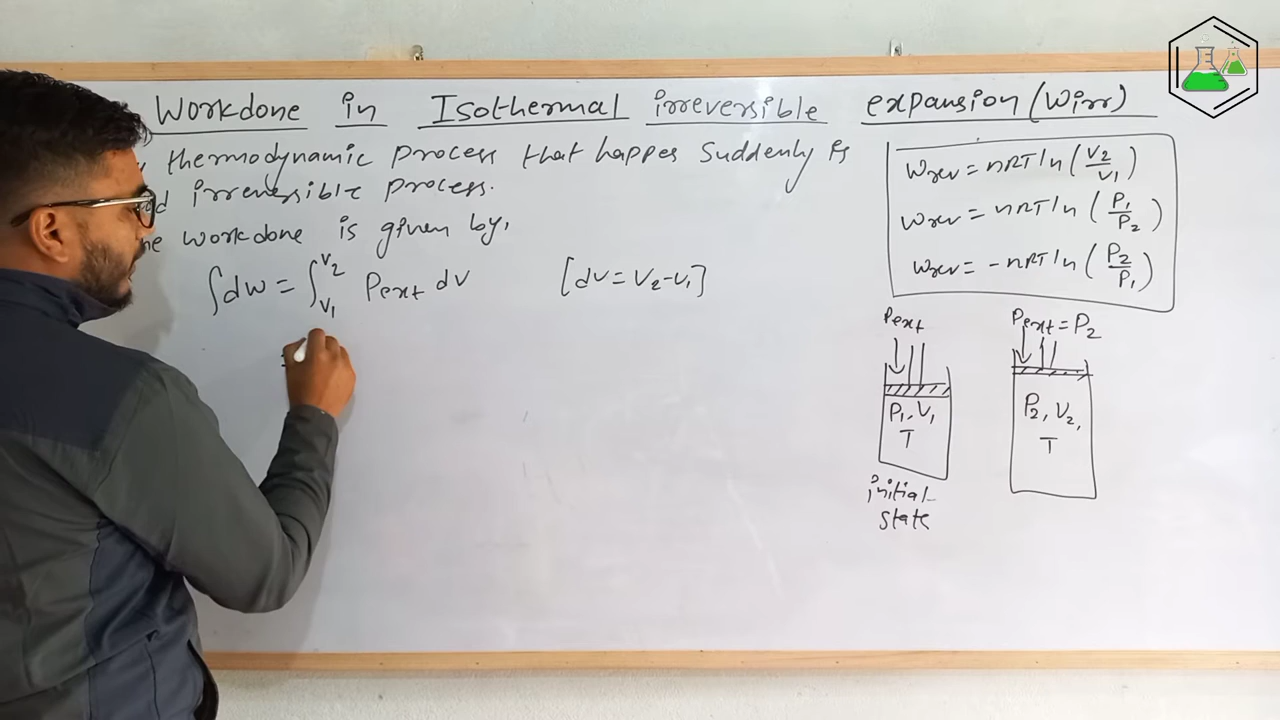 Workdone in Isothermal irreversible expansion (Wirr)
thermodynamic process that happes suddenly is
irreversible process.
workdone is given by,
∫dw = ∫_{V1}^{V2} Pext dV [dV = V2-V1]
Wrev = nRT ln (V2/V1)
Wrev = nRT ln (P1/P2)
Wrev = -nRT ln (P2/P1)
Pext
P1, V1
T
initial
state
Pext = P2
P2, V2,
T